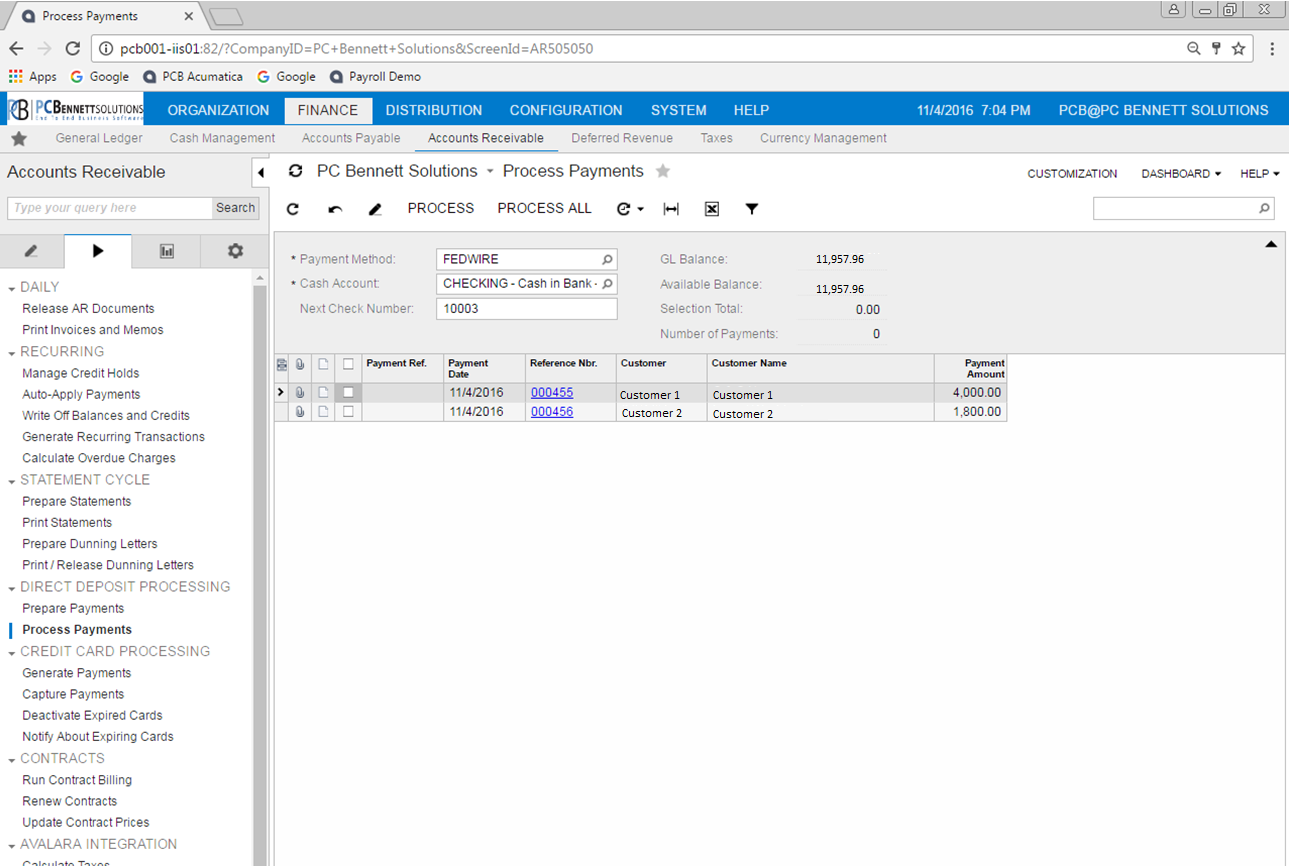 Process Payments
pcb001-iis01:82/?CompanyID=PC+Bennett+Solutions&ScreenId=AR505050
Apps Google PCB Acumatica Google Payroll Demo
PCB PCBENNETTSOLUTIONS ORGANIZATION FINANCE DISTRIBUTION CONFIGURATION SYSTEM HELP 11/4/2016 7:04 PM PCB@PC BENNETT SOLUTIONS
End To End Business Software
General Ledger Cash Management Accounts Payable Accounts Receivable Deferred Revenue Taxes Currency Management
Accounts Receivable PC Bennett Solutions Process Payments CUSTOMIZATION DASHBOARD HELP
Type your query here Search PROCESS PROCESS ALL
* Payment Method: FEDWIRE GL Balance: 11,957.96
* Cash Account: CHECKING - Cash in Bank - Available Balance: 11,957.96
Next Check Number: 10003 Selection Total: 0.00
Number of Payments: 0
Payment Ref. Payment Date Reference Nbr. Customer Customer Name Payment Amount
11/4/2016 000455 Customer 1 Customer 1 4,000.00
11/4/2016 000456 Customer 2 Customer 2 1,800.00
DAILY
Release AR Documents
Print Invoices and Memos
RECURRING
Manage Credit Holds
Auto-Apply Payments
Write Off Balances and Credits
Generate Recurring Transactions
Calculate Overdue Charges
STATEMENT CYCLE
Prepare Statements
Print Statements
Prepare Dunning Letters
Print / Release Dunning Letters
DIRECT DEPOSIT PROCESSING
Prepare Payments
Process Payments
CREDIT CARD PROCESSING
Generate Payments
Capture Payments
Deactivate Expired Cards
Notify About Expiring Cards
CONTRACTS
Run Contract Billing
Renew Contracts
Update Contract Prices
AVALARA INTEGRATION
Calculate Taxes